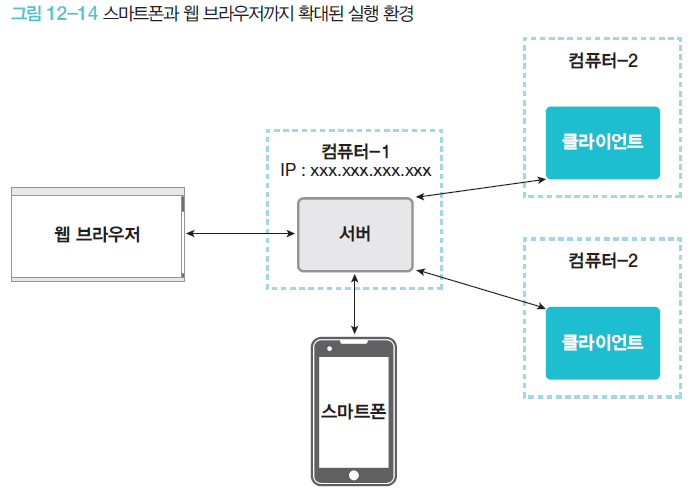 그림 12-14 스마트폰과 웹 브라우저까지 확대된 실행 환경
컴퓨터-2
클라이언트
컴퓨터-1
IP : xxx.xxx.xxx.xxx
서버
웹 브라우저
컴퓨터-2
클라이언트
스마트폰